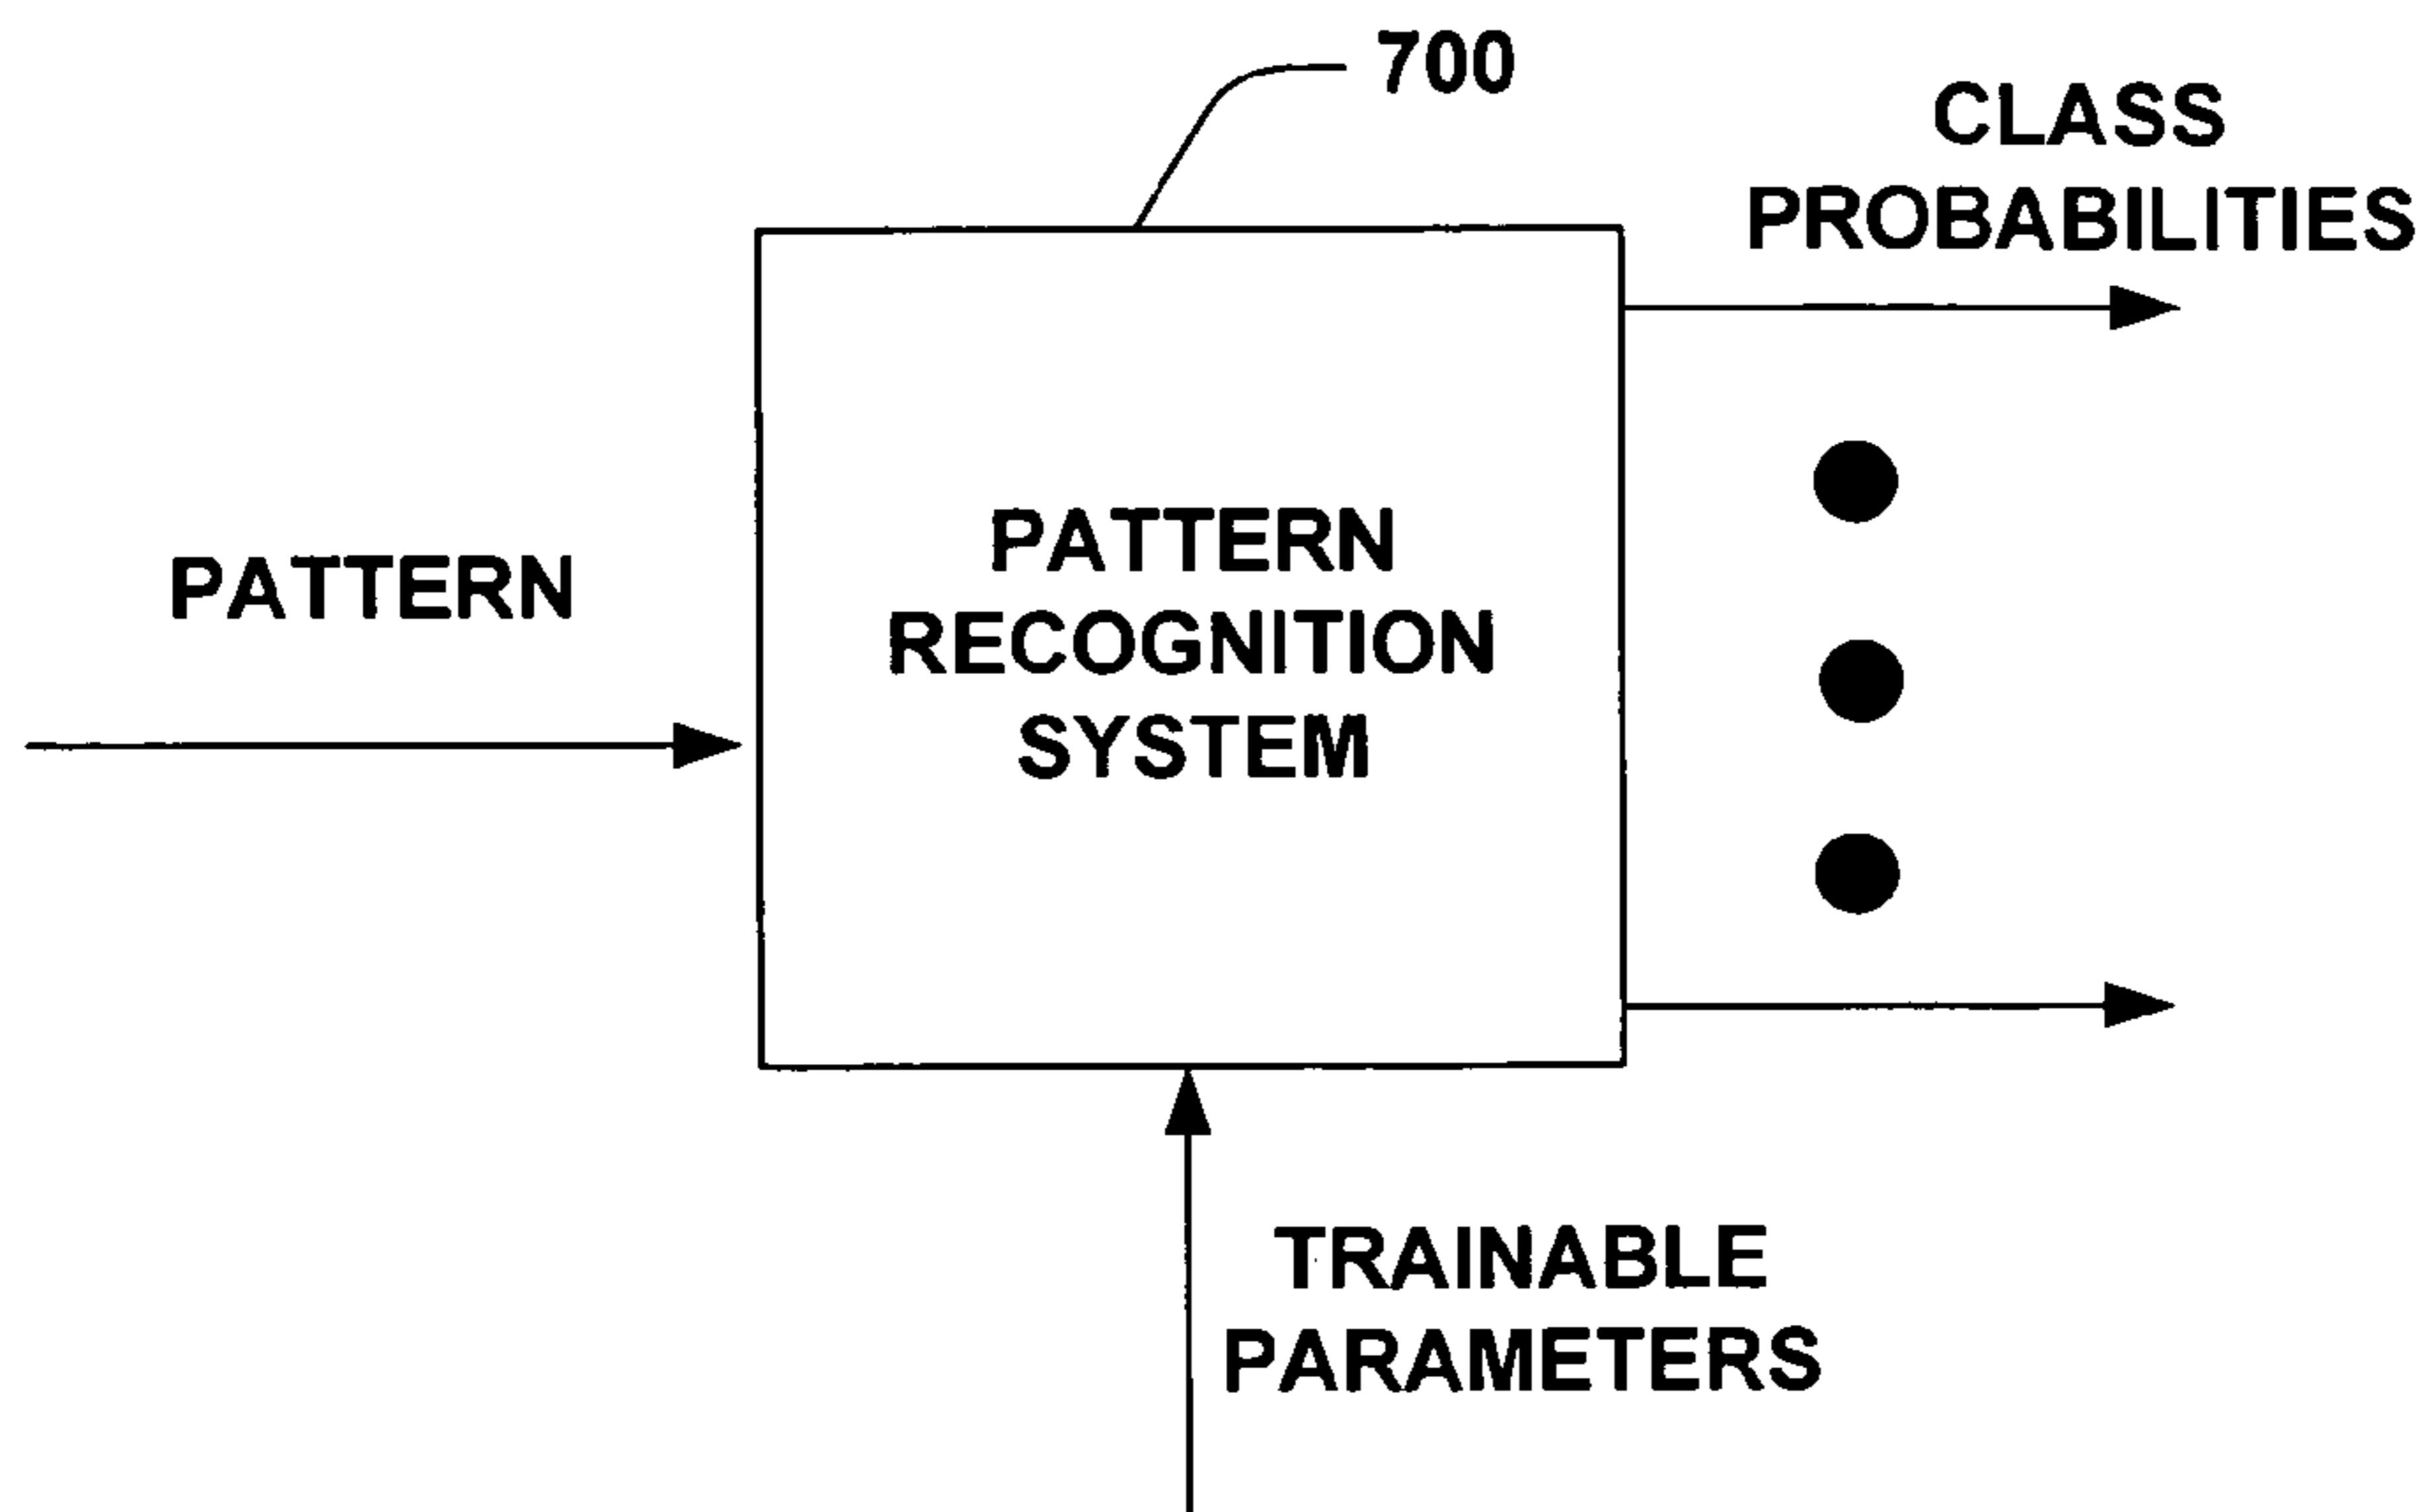 700
CLASS
PROBABILITIES
PATTERN
PATTERN
RECOGNITION
SYSTEM
TRAINABLE
PARAMETERS